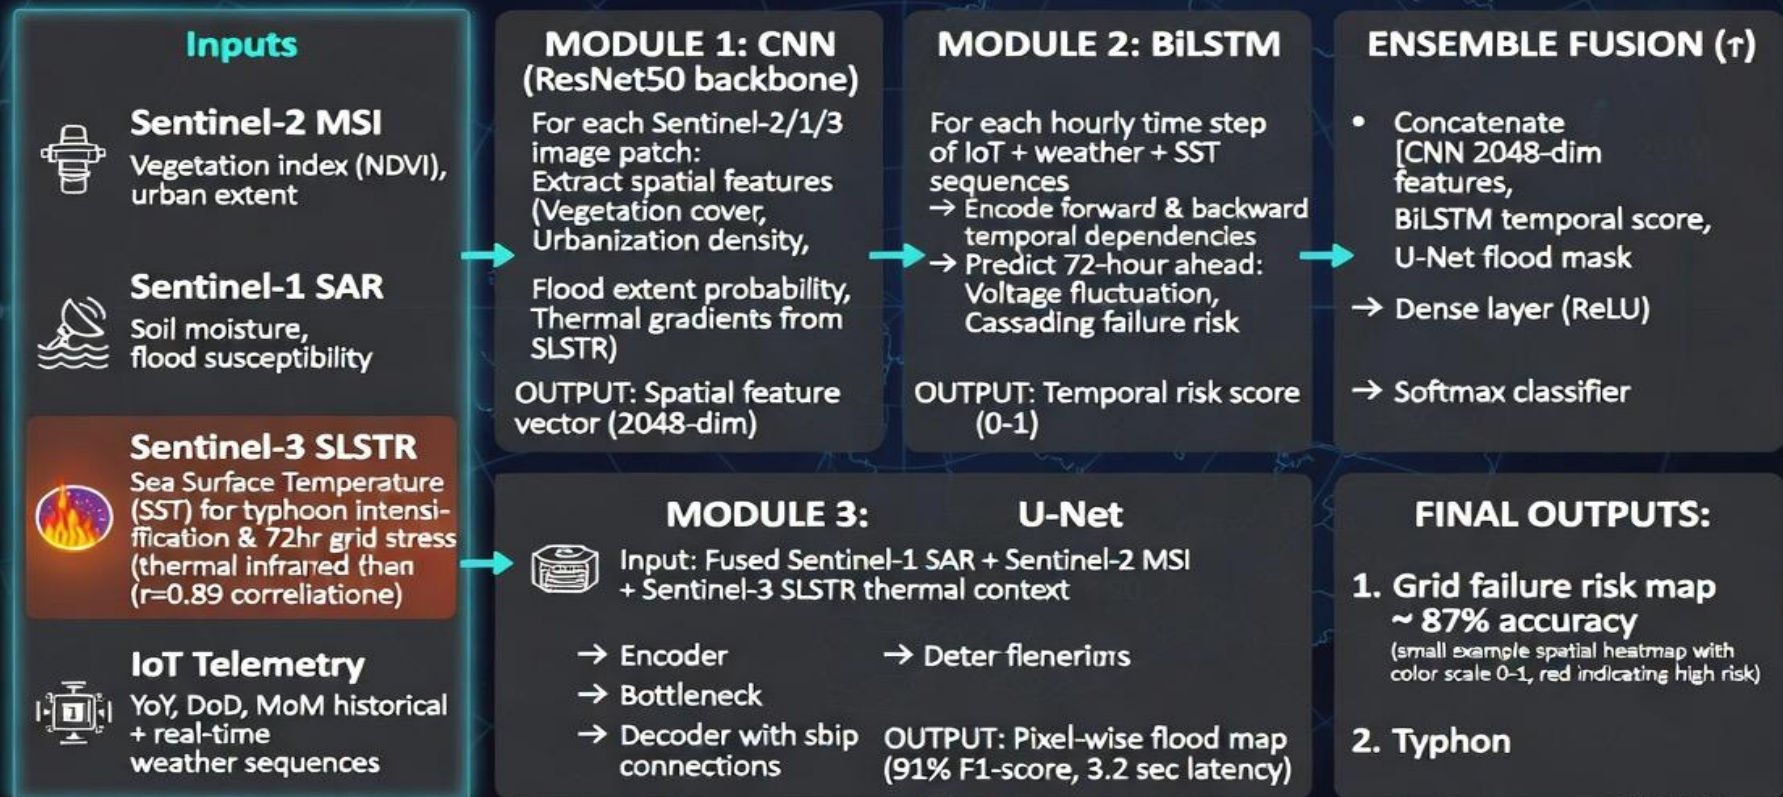 Inputs
Sentinel-2 MSI
Vegetation index (NDVI),
urban extent
Sentinel-1 SAR
Soil moisture,
flood susceptibility
Sentinel-3 SLSTR
Sea Surface Temperature
(SST) for typhoon intensi-
ffication & 72hr grid stress
(thermal infrared then
(r=0.89 correliatione)
IoT Telemetry
YoY, DoD, MoM historical
+ real-time
weather sequences
MODULE 1: CNN
(ResNet50 backbone)
For each Sentinel-2/1/3
image patch:
Extract spatial features
(Vegetation cover,
Urbanization density,
Flood extent probability,
Thermal gradients from
SLSTR)
OUTPUT: Spatial feature
vector (2048-dim)
MODULE 2: BiLSTM
For each hourly time step
of IoT + weather + SST
sequences
→ Encode forward & backward
temporal dependencies
→ Predict 72-hour ahead:
Voltage fluctuation,
Cassading failure risk
OUTPUT: Temporal risk score
(0-1)
ENSEMBLE FUSION (↑)
• Concatenate
[CNN 2048-dim
features,
BiLSTM temporal score,
U-Net flood mask
→ Dense layer (ReLU)
→ Softmax classifier
MODULE 3: U-Net
Input: Fused Sentinel-1 SAR + Sentinel-2 MSI
+ Sentinel-3 SLSTR thermal context
→ Encoder
→ Bottleneck
→ Decoder with sbip
connections
→ Deter
OUTPUT: Pixel-wise flood map
(91% F1-score, 3.2 sec latency)
FINAL OUTPUTS:
1. Grid failure risk map
~ 87% accuracy
(small example spatial heatmap with
color scale 0-1, red indicating high risk)
2. Typhon